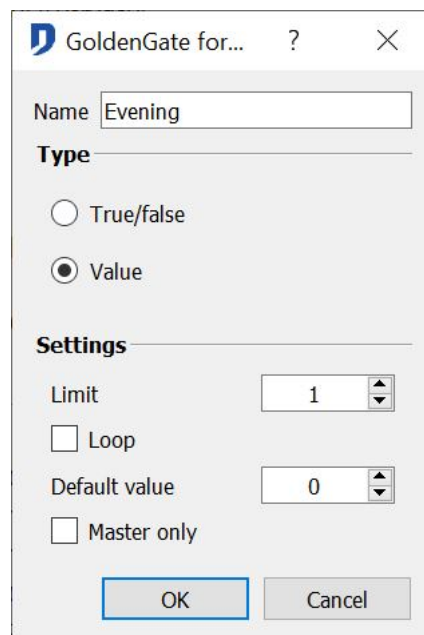 GoldenGate for... ?
Name Evening
Type
True/false
Value
Settings
Limit 1
Loop
Default value 0
Master only
OK Cancel